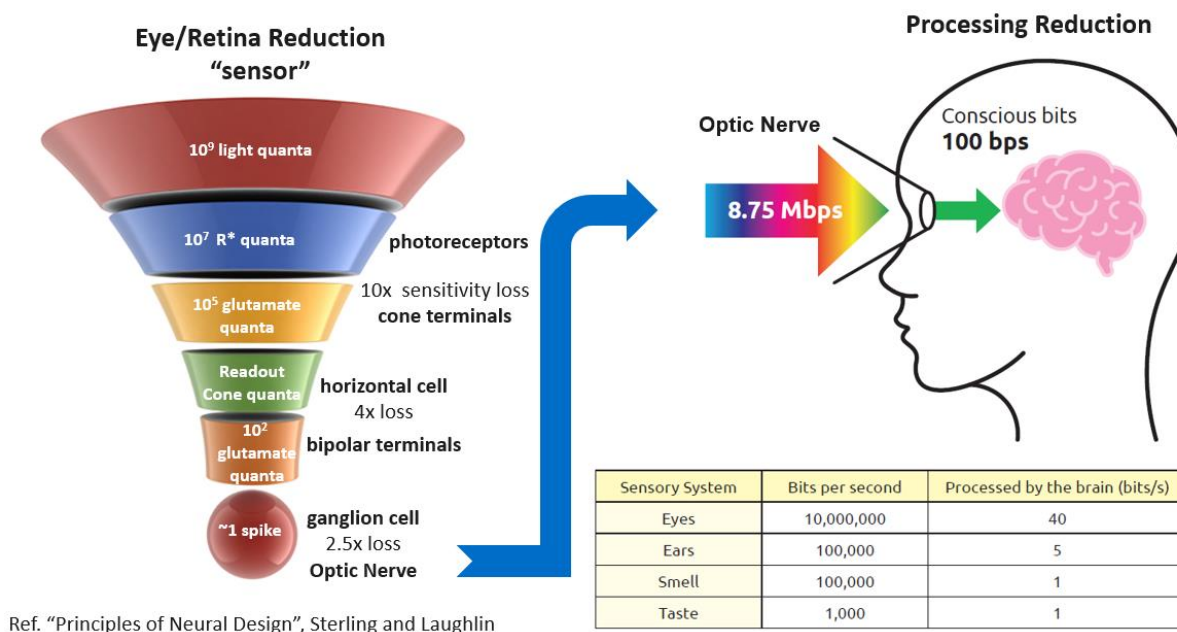 Eye/Retina Reduction
“sensor”
10⁹ light quanta
10⁷ R* quanta
photoreceptors
10⁵ glutamate
quanta
10x sensitivity loss
cone terminals
Readout
Cone quanta
horizontal cell
4x loss
10²
glutamate
quanta
bipolar terminals
~1 spike
ganglion cell
2.5x loss
Optic Nerve
Ref. “Principles of Neural Design”, Sterling and Laughlin
Processing Reduction
Optic Nerve
8.75 Mbps
Conscious bits
100 bps
Sensory System Bits per second Processed by the brain (bits/s)
Eyes 10,000,000 40
Ears 100,000 5
Smell 100,000 1
Taste 1,000 1